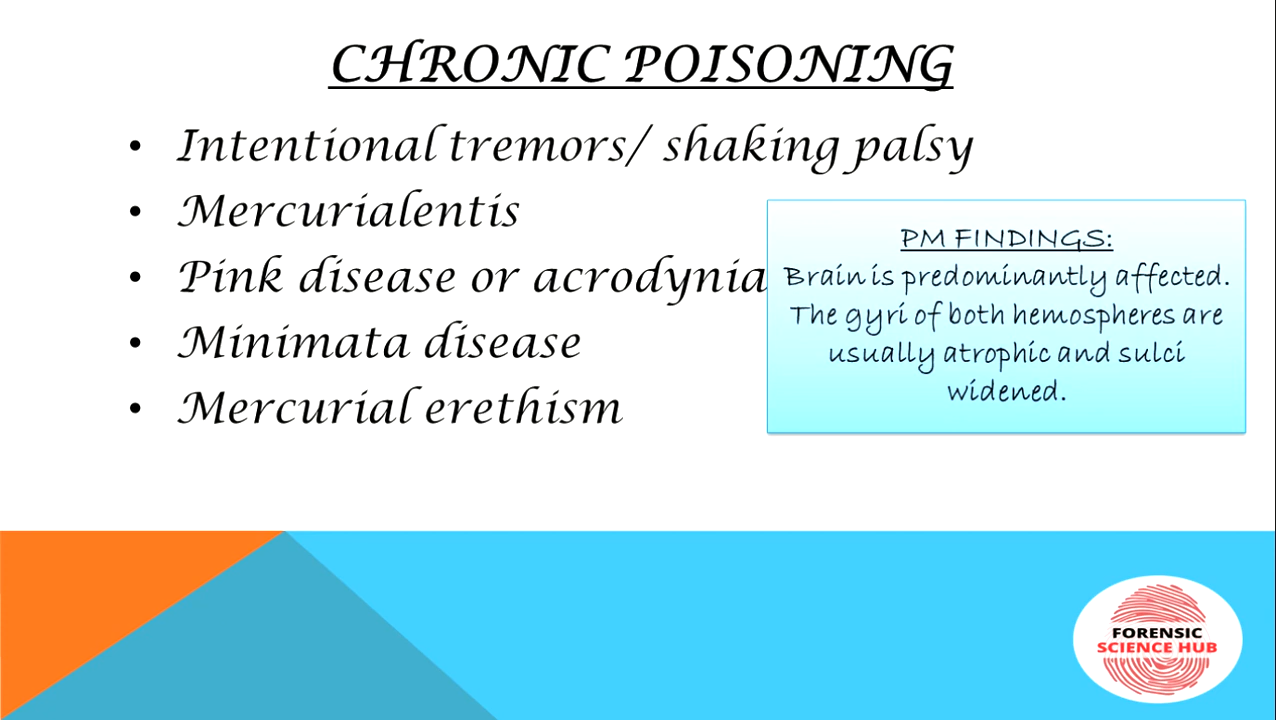 CHRONIC POISONING
• Intentional tremors/ shaking palsy
• Mercurialentis
• Pink disease or acrodynia
• Minimata disease
• Mercurial erethism
PM FINDINGS:
Brain is predominantly affected.
The gyri of both hemospheres are
usually atrophic and sulci
widened.
FORENSIC
SCIENCE HUB